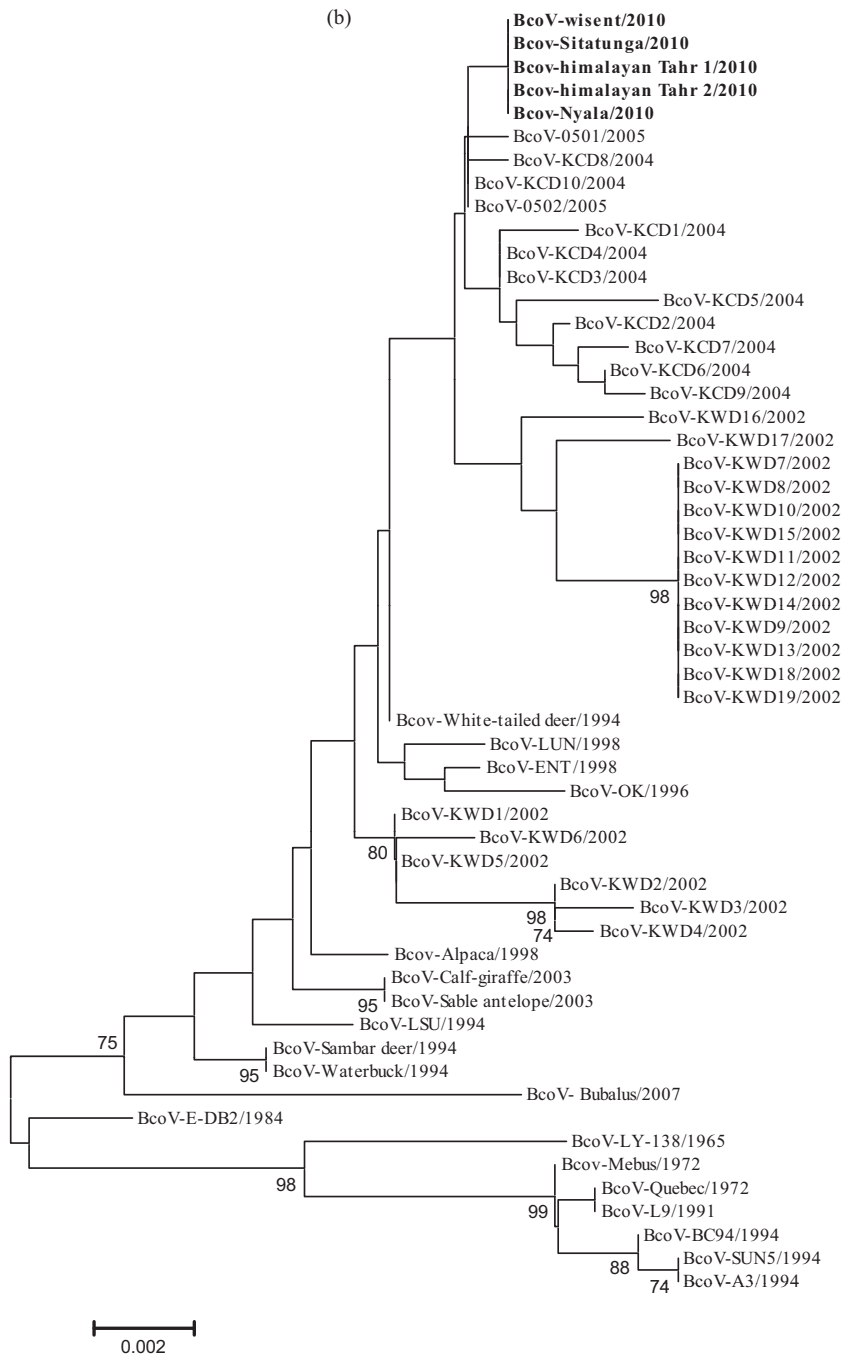 (b)
BcoV-wisent/2010
Bcov-Sitatunga/2010
Bcov-himalayan Tahr 1/2010
Bcov-himalayan Tahr 2/2010
Bcov-Nyala/2010
BcoV-0501/2005
BcoV-KCD8/2004
BcoV-KCD10/2004
BcoV-0502/2005
BcoV-KCD1/2004
BcoV-KCD4/2004
BcoV-KCD3/2004
BcoV-KCD5/2004
BcoV-KCD2/2004
BcoV-KCD7/2004
BcoV-KCD6/2004
BcoV-KCD9/2004
BcoV-KWD16/2002
BcoV-KWD17/2002
BcoV-KWD7/2002
BcoV-KWD8/2002
BcoV-KWD10/2002
BcoV-KWD15/2002
BcoV-KWD11/2002
BcoV-KWD12/2002
98
BcoV-KWD14/2002
BcoV-KWD9/2002
BcoV-KWD13/2002
BcoV-KWD18/2002
BcoV-KWD19/2002
Bcov-White-tailed deer/1994
BcoV-LUN/1998
BcoV-ENT/1998
BcoV-OK/1996
BcoV-KWD1/2002
BcoV-KWD6/2002
80
BcoV-KWD5/2002
BcoV-KWD2/2002
BcoV-KWD3/2002
98
74
BcoV-KWD4/2002
Bcov-Alpaca/1998
BcoV-Calf-giraffe/2003
95
BcoV-Sable antelope/2003
BcoV-LSU/1994
75
BcoV-Sambar deer/1994
95
BcoV-Waterbuck/1994
BcoV- Bubalus/2007
BcoV-E-DB2/1984
BcoV-LY-138/1965
98
Bcov-Mebus/1972
BcoV-Quebec/1972
99
BcoV-L9/1991
BcoV-BC94/1994
88
BcoV-SUN5/1994
74
BcoV-A3/1994
0.002